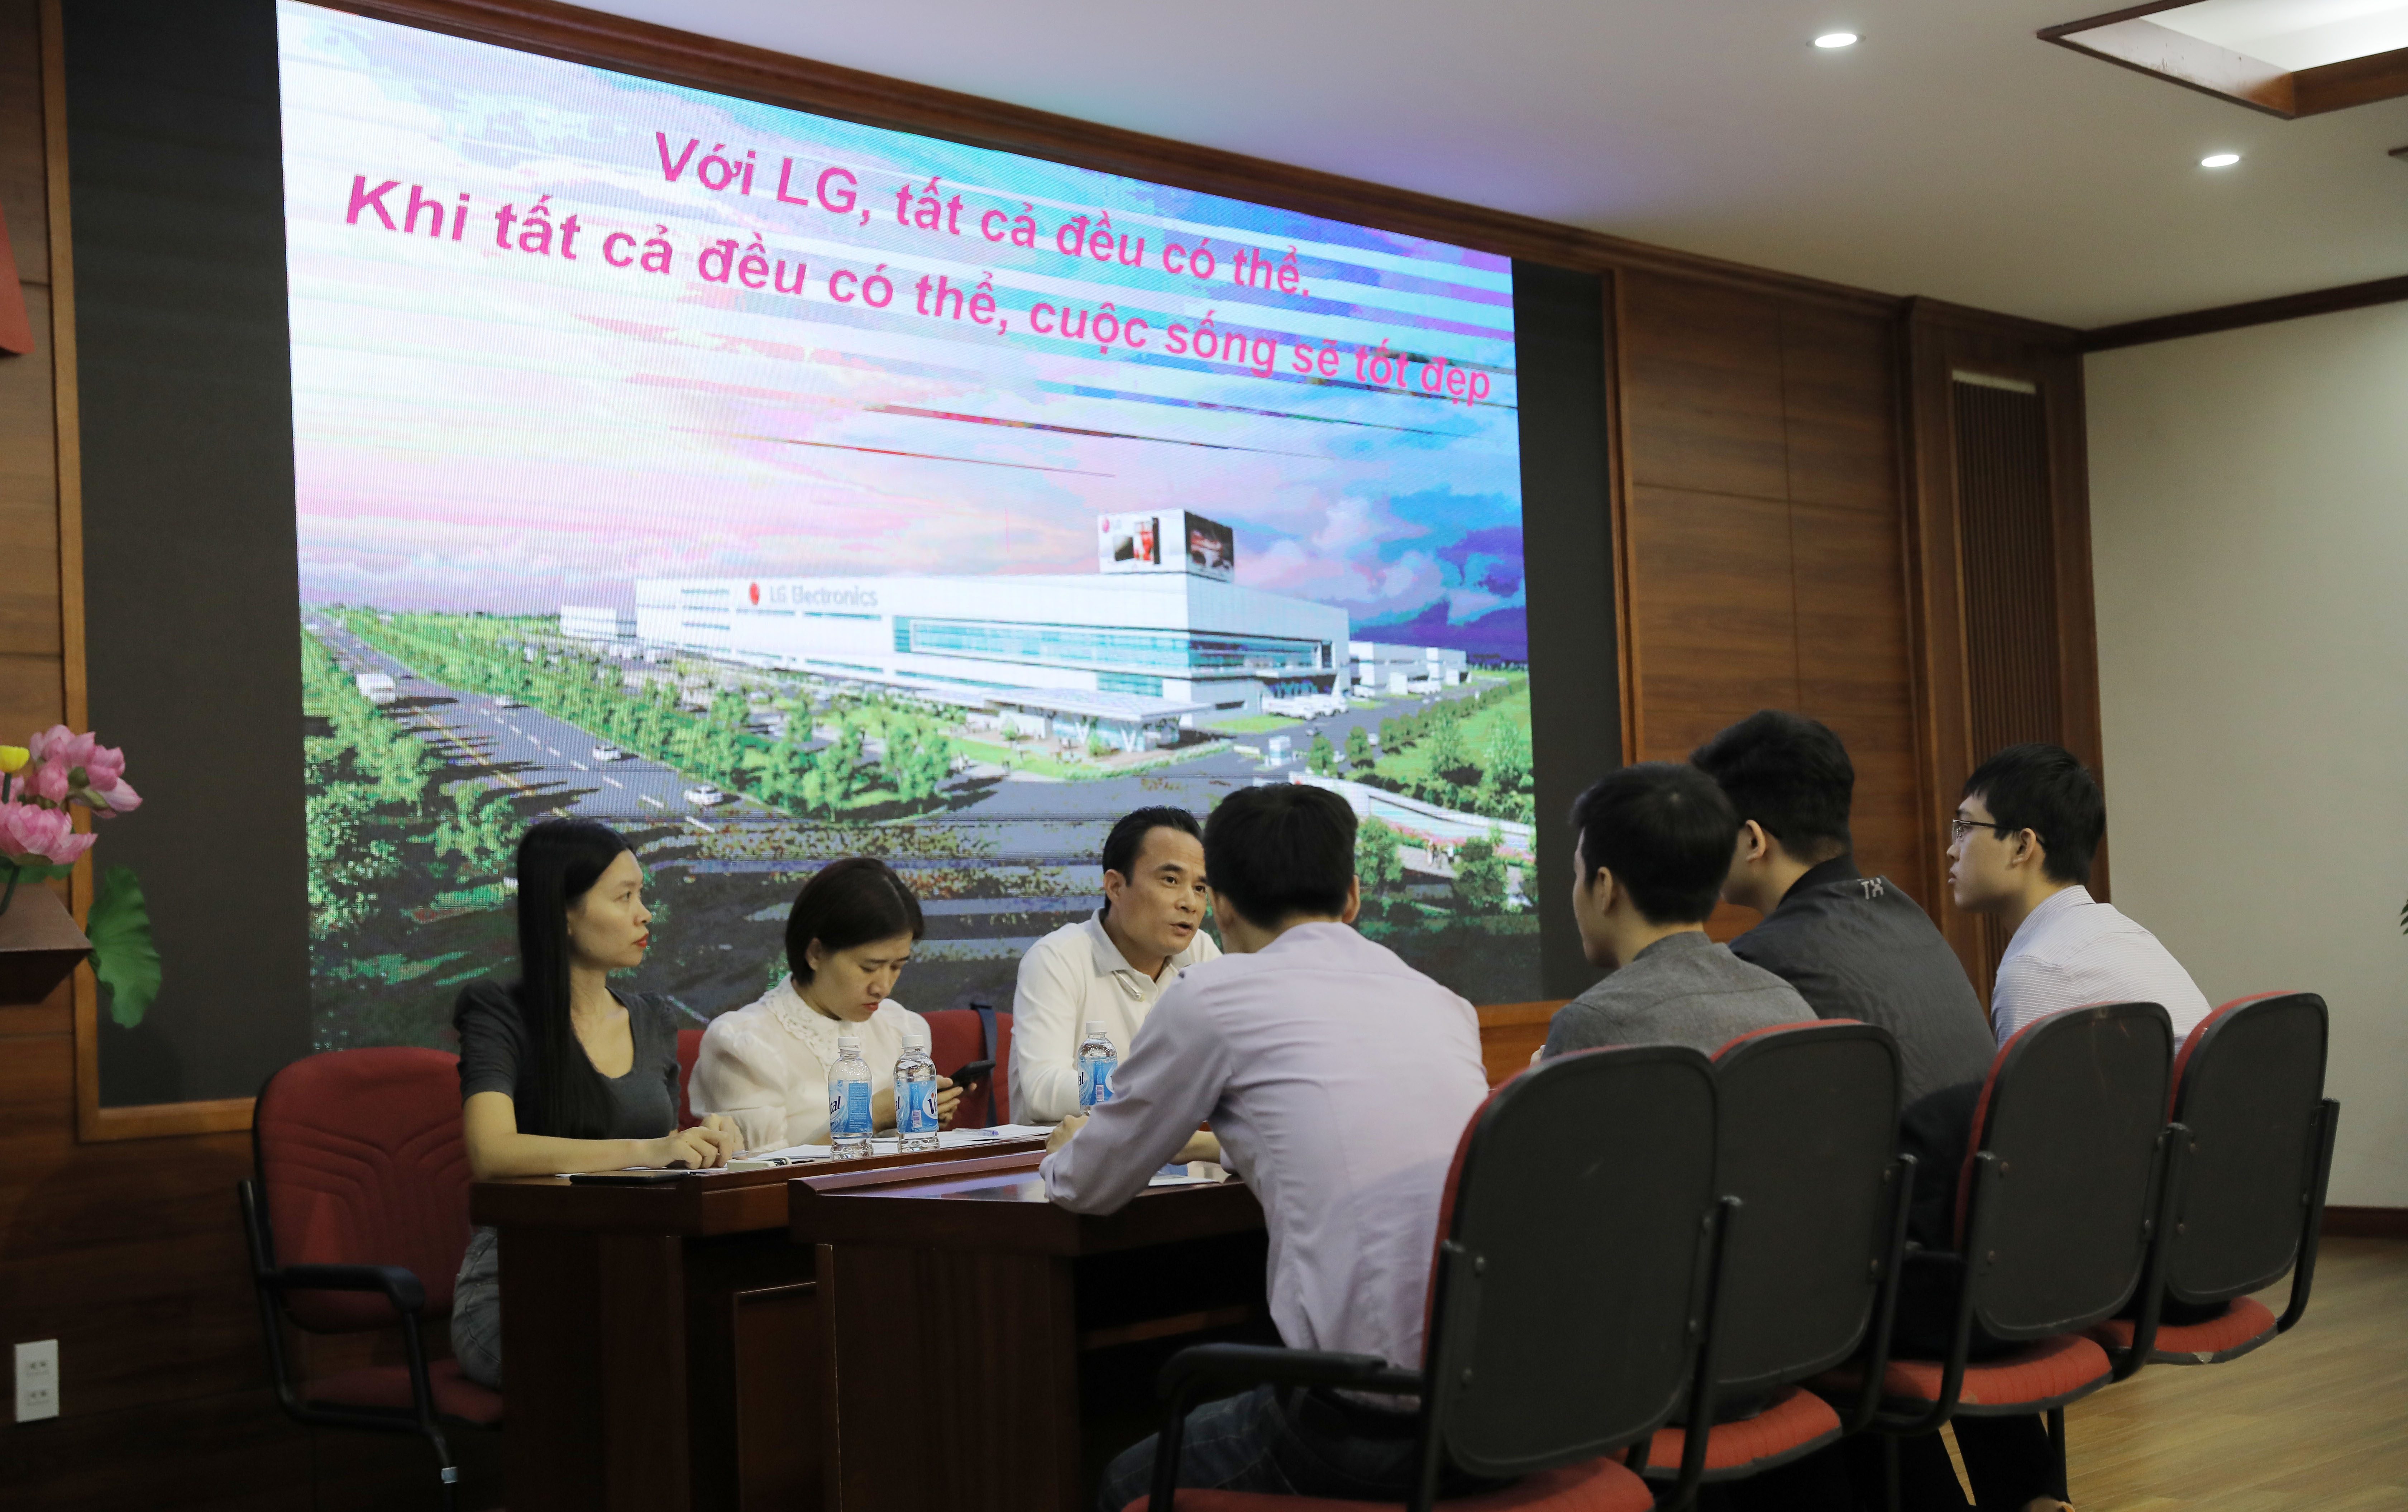 Với LG, tất cả đều có thể.
Khi tất cả đều có thể, cuộc sống sẽ tốt đẹp
LG Electronics